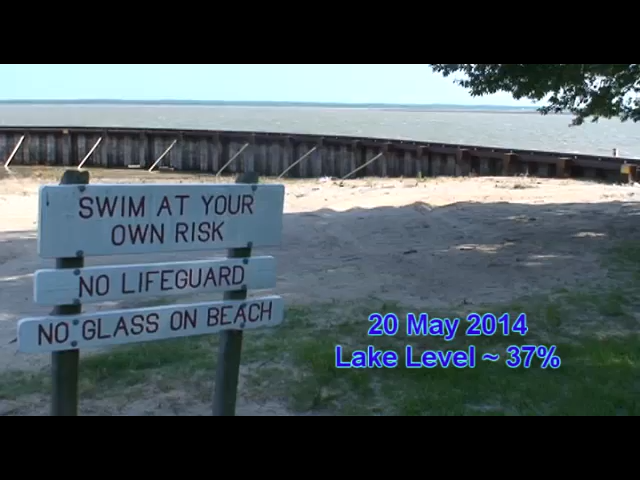 SWIM AT YOUR
OWN RISK
NO LIFEGUARD
NO GLASS ON BEACH
20 May 2014
Lake Level ~ 37%